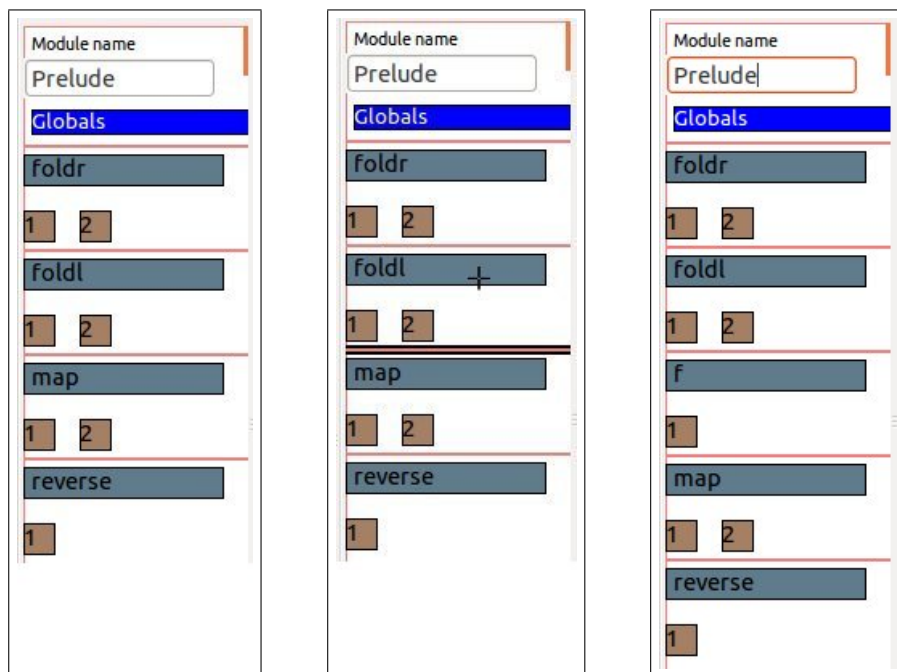 Module name
Prelude
Globals
foldr
1 2
foldl
1 2
map
1 2
reverse
1
Module name
Prelude
Globals
foldr
1 2
foldl
1 2
map
1 2
reverse
1
Module name
Prelude
Globals
foldr
1 2
foldl
1 2
f
1
map
1 2
reverse
1